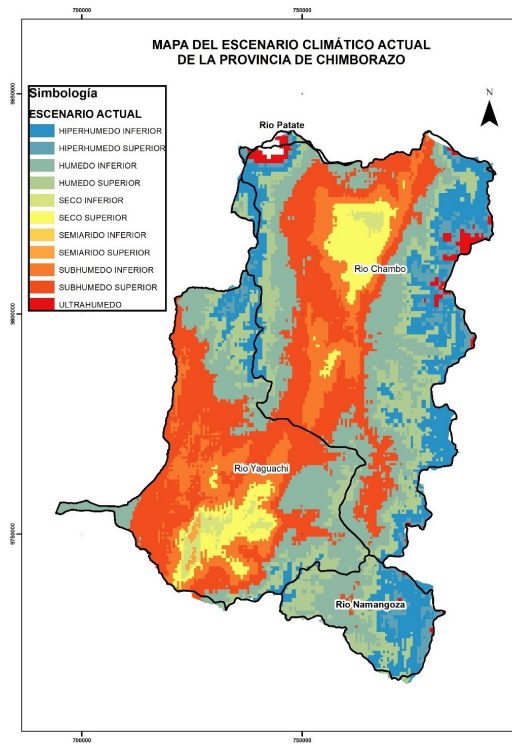 700000
750000
MAPA DEL ESCENARIO CLIMÁTICO ACTUAL
DE LA PROVINCIA DE CHIMBORAZO
9850000
Simbología
ESCENARIO ACTUAL
HIPERHUMEDO INFERIOR
HIPERHUMEDO SUPERIOR
HUMEDO INFERIOR
HUMEDO SUPERIOR
SECO INFERIOR
SECO SUPERIOR
SEMIARIDO INFERIOR
SEMIARIDO SUPERIOR
SUBHUMEDO INFERIOR
SUBHUMEDO SUPERIOR
ULTRAHUMEDO
N
Rio Patate
Rio Chambo
9800000
Rio Yaguachi
9750000
Rio Namangoza
700000
750000